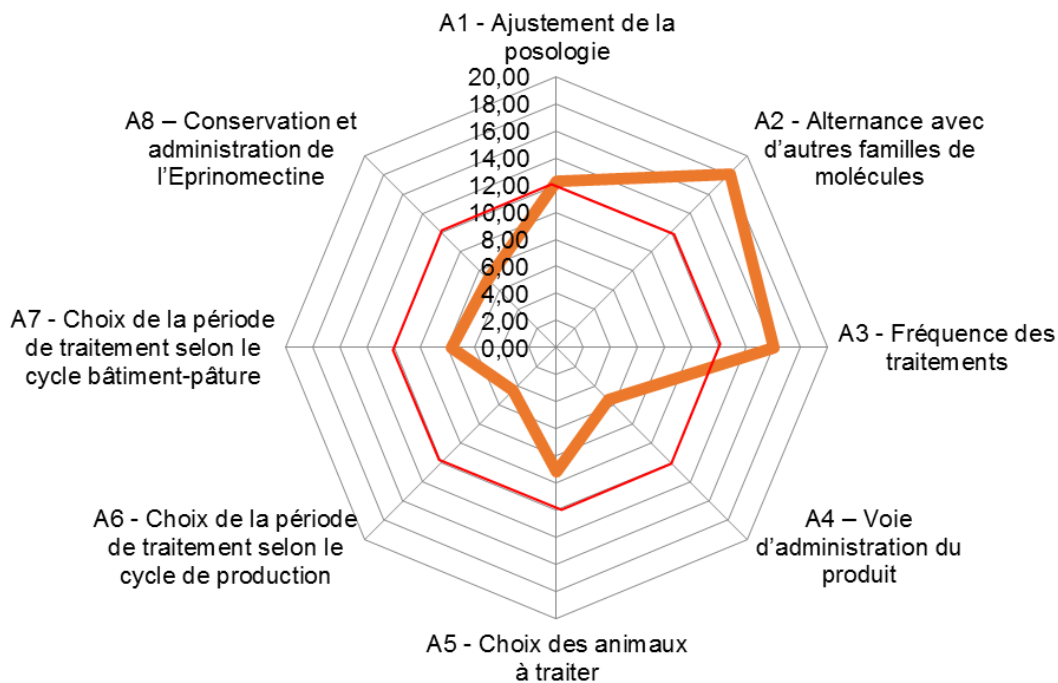 A1 - Ajustement de la
posologie
20,00
18,00
16,00
14,00
12,00
10,00
8,00
6,00
4,00
2,00
0,00
A2 - Alternance avec
d’autres familles de
molécules
A3 - Fréquence des
traitements
A4 – Voie
d’administration du
produit
A5 - Choix des animaux
à traiter
A6 - Choix de la période
de traitement selon le
cycle de production
A7 - Choix de la période
de traitement selon le
cycle bâtiment-pâture
A8 – Conservation et
administration de
l’Eprinomectine